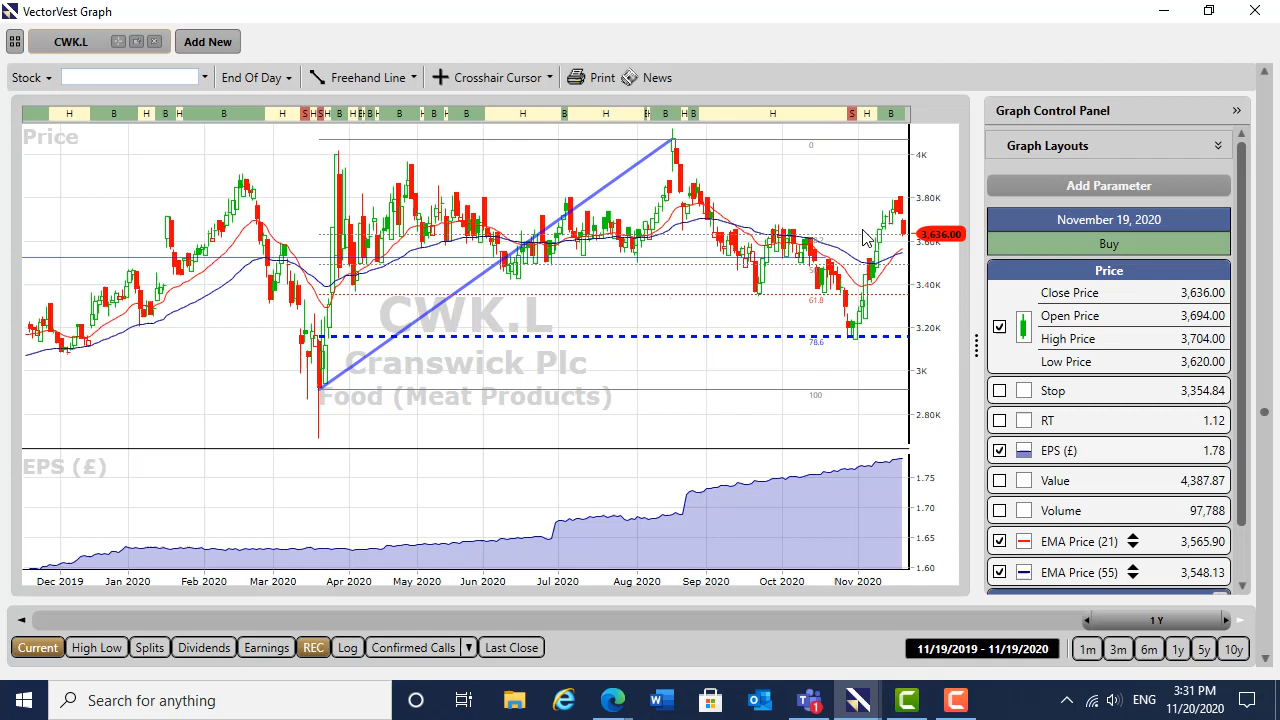 VectorVest Graph
CWK.L Add New
Stock End Of Day Freehand Line Crosshair Cursor Print News
H B H B H B H S H S H B H B H B H B H B H B H B H B H S H B
Price
4K
3.80K
3.60K
3,636.00
3.40K
3.20K
3K
2.80K
0
61.8
78.6
100
CWK.L
Cranswick Plc
Food (Meat Products)
EPS (£)
1.75
1.70
1.65
1.60
Dec 2019 Jan 2020 Feb 2020 Mar 2020 Apr 2020 May 2020 Jun 2020 Jul 2020 Aug 2020 Sep 2020 Oct 2020 Nov 2020
Graph Control Panel »
Graph Layouts
Add Parameter
November 19, 2020
Buy
Price
Close Price 3,636.00
Open Price 3,694.00
High Price 3,704.00
Low Price 3,620.00
Stop 3,354.84
RT 1.12
EPS (£) 1.78
Value 4,387.87
Volume 97,788
EMA Price (21) 3,565.90
EMA Price (55) 3,548.13
1 Y
Current High Low Splits Dividends Earnings REC Log Confirmed Calls Last Close
11/19/2019 - 11/19/2020 1m 3m 6m 1y 5y 10y
Search for anything
1
ENG
3:31 PM
11/20/2020